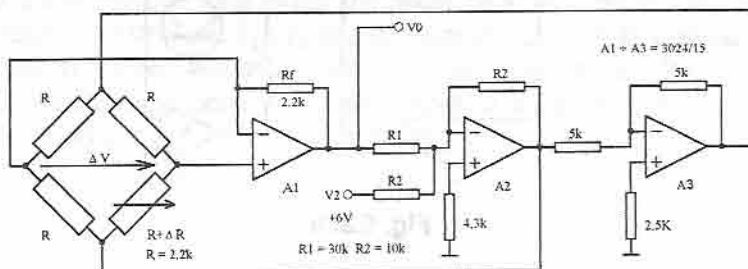 V0
A1 ÷ A3 = 3024/15
Rf
2.2k
R2
5k
R
R
R1
5k
ΔV
−
+
A1
−
+
A2
−
+
A3
V2
+6V
R2
4.3k
2.5K
R
R+ΔR
R = 2.2k
R1 = 30k R2 = 10k